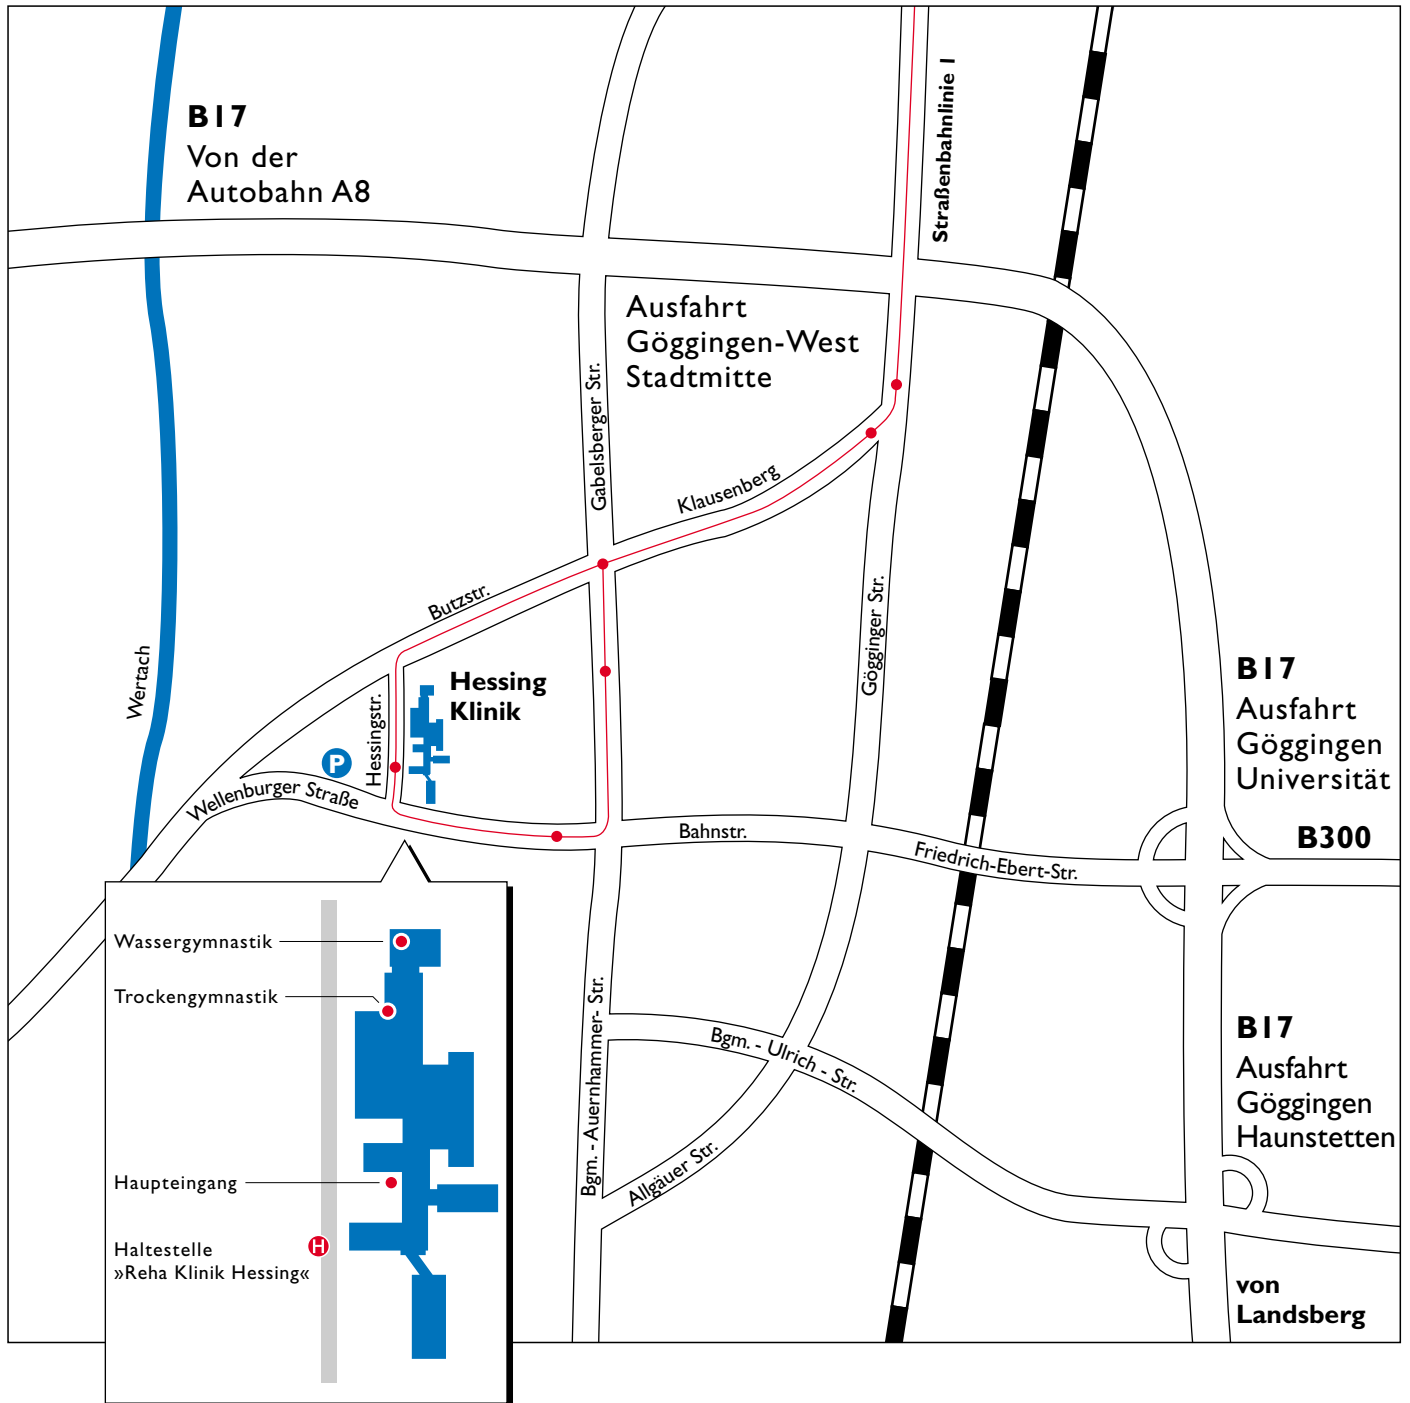 B17
Von der
Autobahn A8
Straßenbahnlinie 1
Ausfahrt
Göggingen-West
Stadtmitte
Gabelsberger Str.
Klausenberg
Butzstr.
Gögginger Str.
Wertach
Hessing
Klinik
Hessingstr.
P
Wellenburger Straße
Bahnstr.
Friedrich-Ebert-Str.
B17
Ausfahrt
Göggingen
Universität
B300
Wassergymnastik
Trockengymnastik
Haupteingang
H
Haltestelle
»Reha Klinik Hessing«
Bgm. - Auernhammer- Str.
Bgm. - Ulrich - Str.
Allgäuer Str.
B17
Ausfahrt
Göggingen
Haunstetten
von
Landsberg